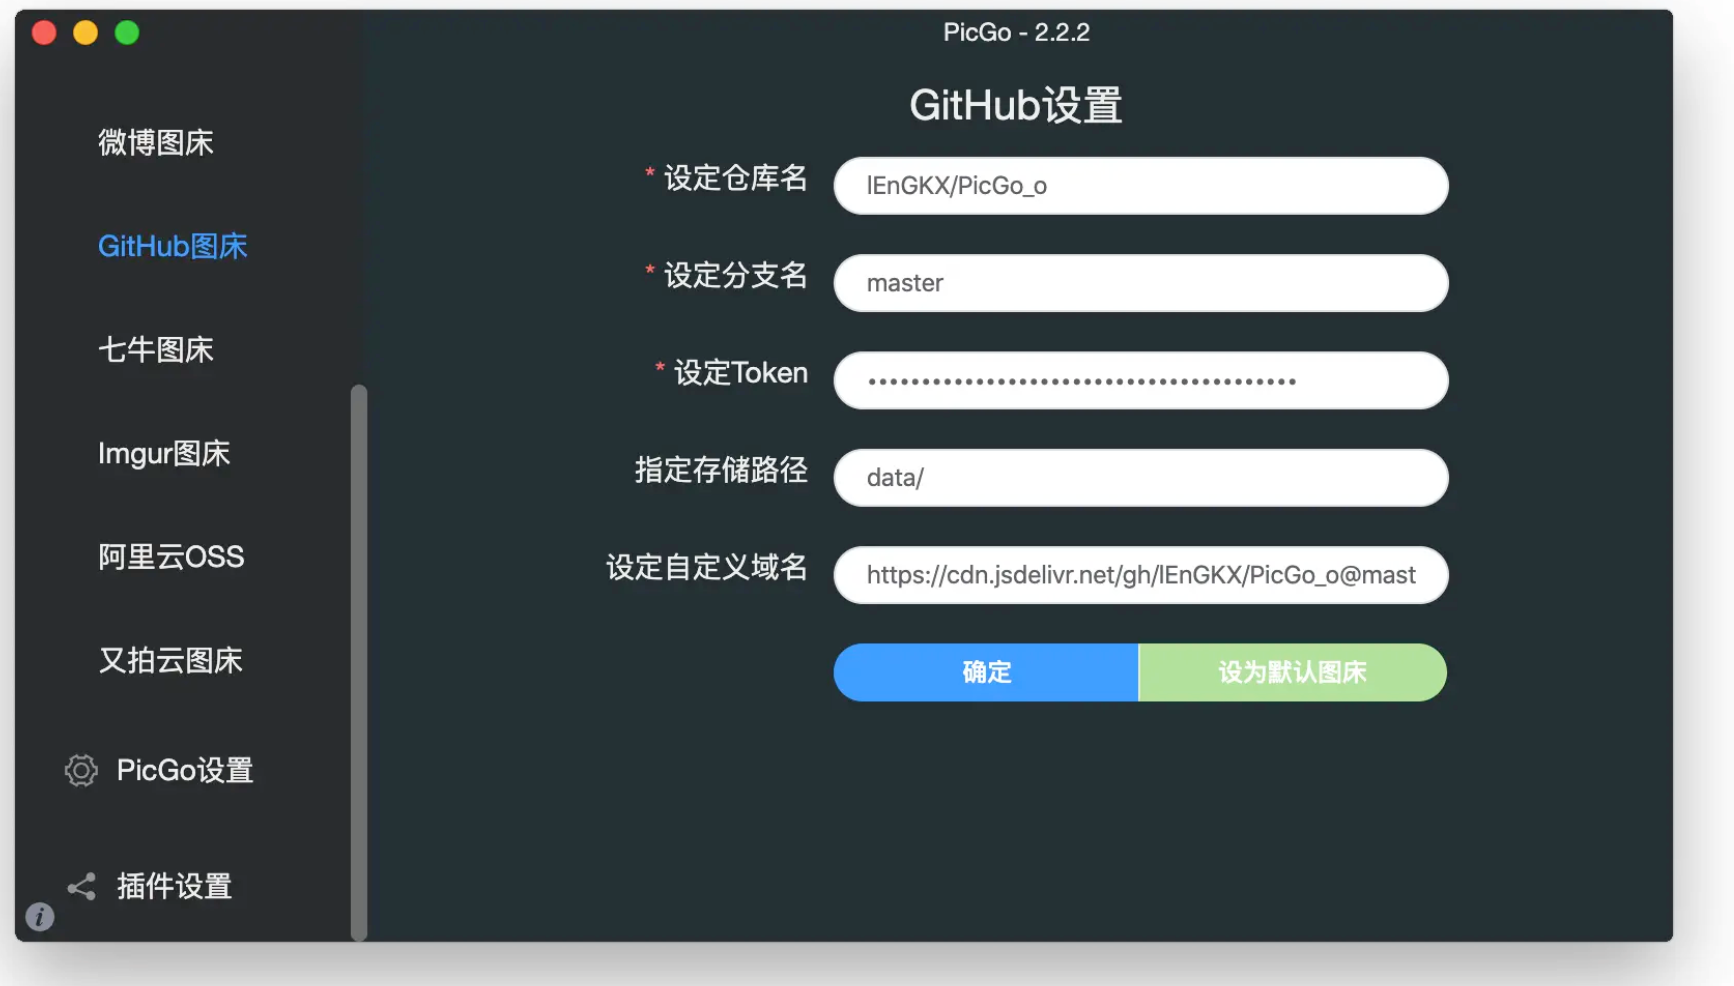 PicGo - 2.2.2
微博图床
GitHub图床
七牛图床
Imgur图床
阿里云OSS
又拍云图床
PicGo设置
插件设置
GitHub设置
* 设定仓库名
lEnGKX/PicGo_o
* 设定分支名
master
* 设定Token
••••••••••••••••••••••••••••••••••••••••
指定存储路径
data/
设定自定义域名
https://cdn.jsdelivr.net/gh/lEnGKX/PicGo_o@mast
确定
设为默认图床